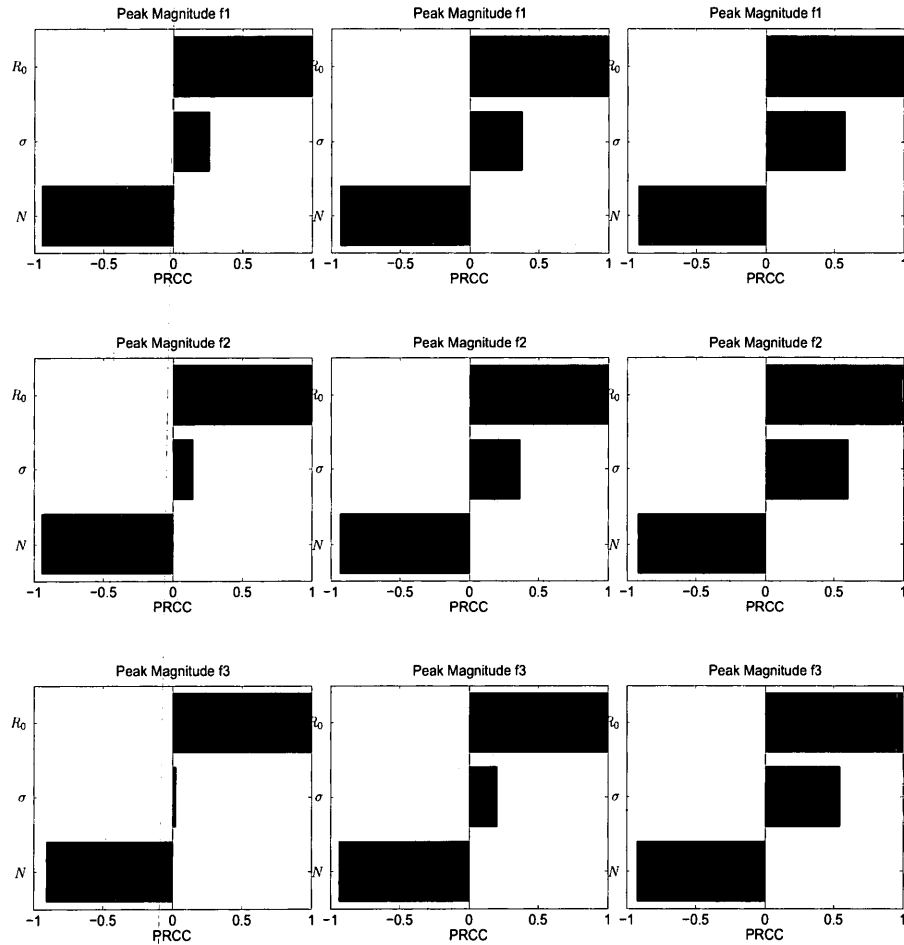 Peak Magnitude f1
R₀
σ
N
−1 −0.5 0 0.5 1
PRCC
Peak Magnitude f1
R₀
σ
N
−1 −0.5 0 0.5 1
PRCC
Peak Magnitude f1
R₀
σ
N
−1 −0.5 0 0.5 1
PRCC
Peak Magnitude f2
R₀
σ
N
−1 −0.5 0 0.5 1
PRCC
Peak Magnitude f2
R₀
σ
N
−1 −0.5 0 0.5 1
PRCC
Peak Magnitude f2
R₀
σ
N
−1 −0.5 0 0.5 1
PRCC
Peak Magnitude f3
R₀
σ
N
−1 −0.5 0 0.5 1
PRCC
Peak Magnitude f3
R₀
σ
N
−1 −0.5 0 0.5 1
PRCC
Peak Magnitude f3
R₀
σ
N
−1 −0.5 0 0.5 1
PRCC